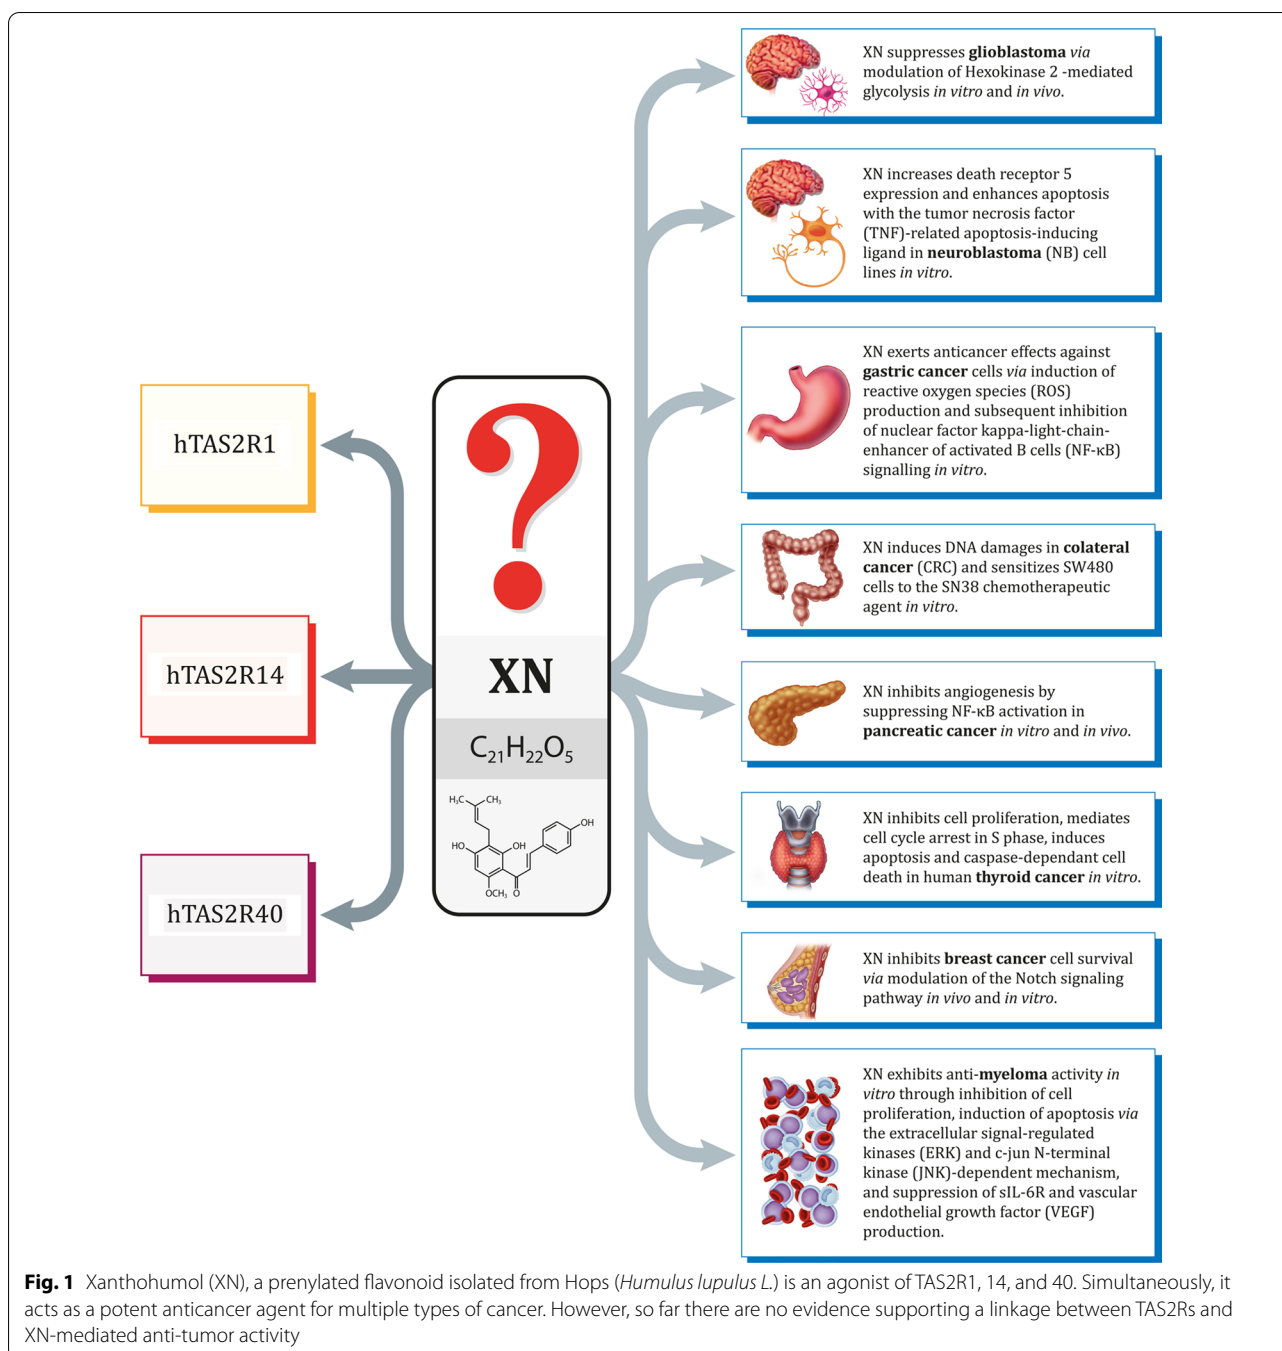 hTAS2R1
hTAS2R14
hTAS2R40
?
XN
C21H22O5
H₃C
CH₃
OH
HO
OH
OCH₃
O
XN suppresses glioblastoma via
modulation of Hexokinase 2 -mediated
glycolysis in vitro and in vivo.
XN increases death receptor 5
expression and enhances apoptosis
with the tumor necrosis factor
(TNF)-related apoptosis-inducing
ligand in neuroblastoma (NB) cell
lines in vitro.
XN exerts anticancer effects against
gastric cancer cells via induction of
reactive oxygen species (ROS)
production and subsequent inhibition
of nuclear factor kappa-light-chain-
enhancer of activated B cells (NF-κB)
signalling in vitro.
XN induces DNA damages in colateral
cancer (CRC) and sensitizes SW480
cells to the SN38 chemotherapeutic
agent in vitro.
XN inhibits angiogenesis by
suppressing NF-κB activation in
pancreatic cancer in vitro and in vivo.
XN inhibits cell proliferation, mediates
cell cycle arrest in S phase, induces
apoptosis and caspase-dependant cell
death in human thyroid cancer in vitro.
XN inhibits breast cancer cell survival
via modulation of the Notch signaling
pathway in vivo and in vitro.
XN exhibits anti-myeloma activity in
vitro through inhibition of cell
proliferation, induction of apoptosis via
the extracellular signal-regulated
kinases (ERK) and c-jun N-terminal
kinase (JNK)-dependent mechanism,
and suppression of sIL-6R and vascular
endothelial growth factor (VEGF)
production.
Fig. 1 Xanthohumol (XN), a prenylated flavonoid isolated from Hops (Humulus lupulus L.) is an agonist of TAS2R1, 14, and 40. Simultaneously, it
acts as a potent anticancer agent for multiple types of cancer. However, so far there are no evidence supporting a linkage between TAS2Rs and
XN-mediated anti-tumor activity